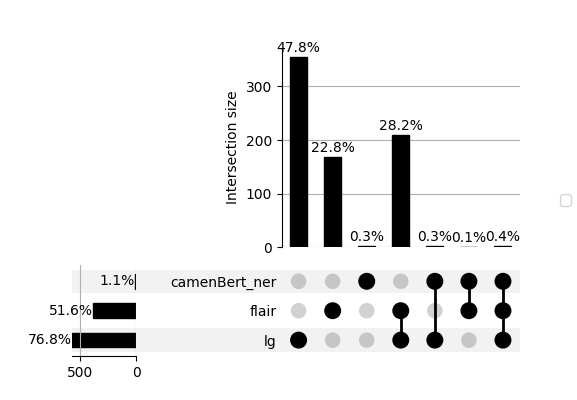 47.8%
300
28.2%
200
22.8%
Intersection size
100
0.3% 0.3% 0.1% 0.4%
0
1.1% camenBert_ner
51.6% flair
76.8% lg
500 0